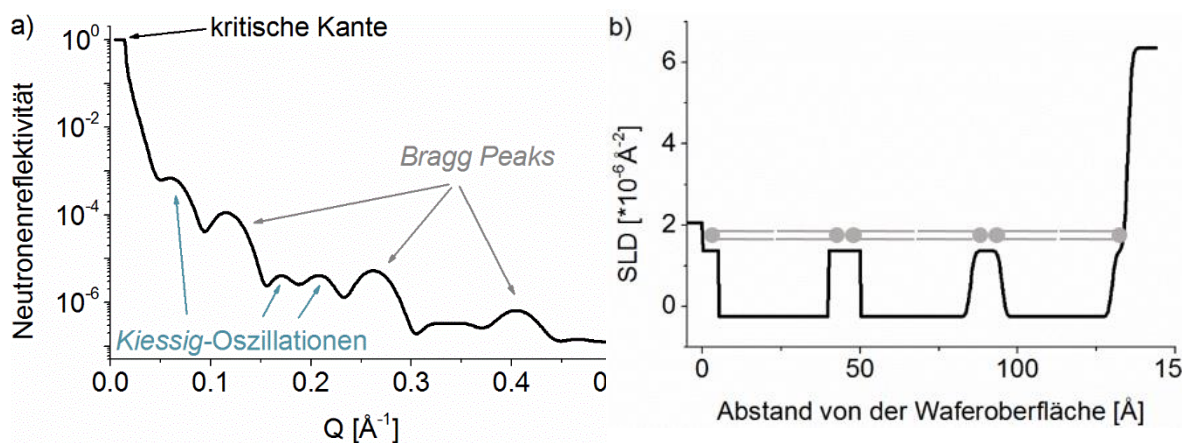 a)
kritische Kante
10^0
10^-2
10^-4
10^-6
Neutronenreflektivität
Bragg Peaks
Kiessig-Oszillationen
0.0 0.1 0.2 0.3 0.4 0
Q [Å^-1]
b)
6
4
2
0
SLD [*10^-6 Å^-2]
0 50 100 15
Abstand von der Waferoberfläche [Å]